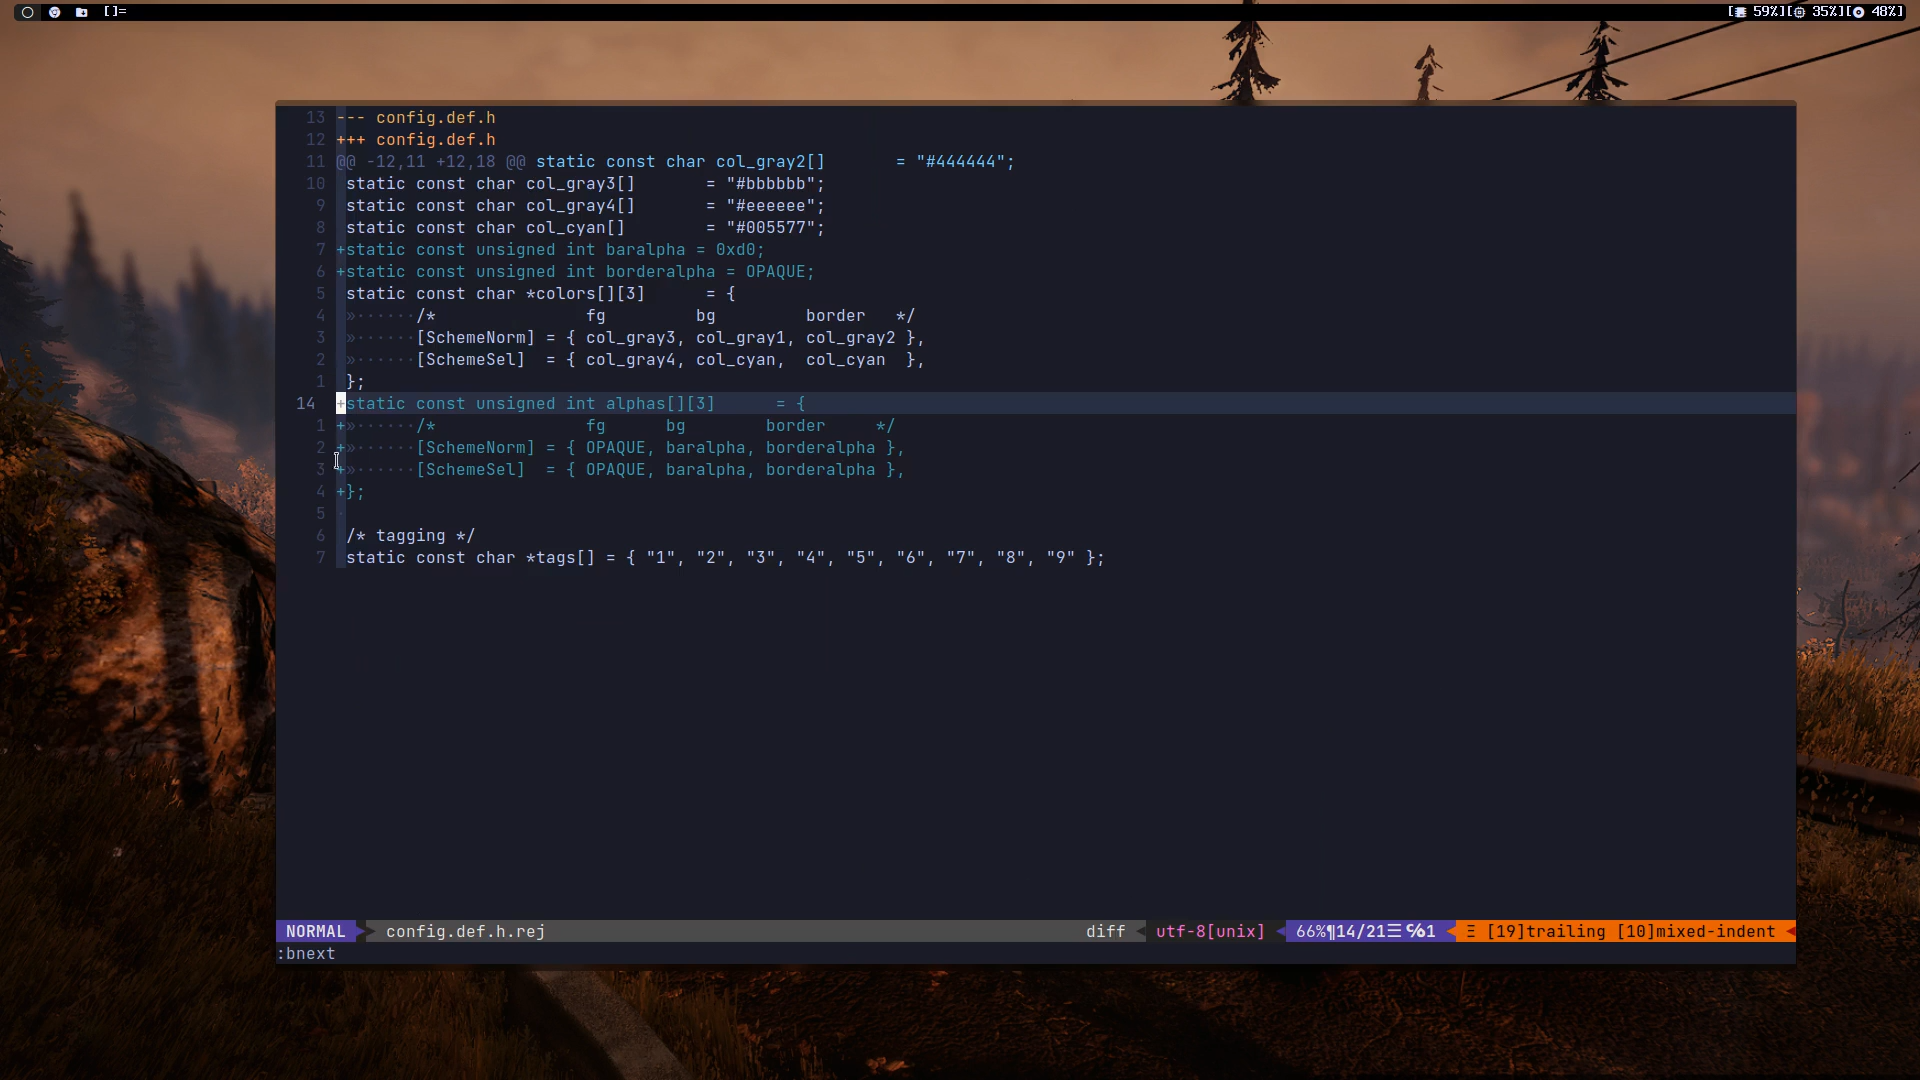 []= [ 59%][ 35%][ 48%]
13 --- config.def.h
12 +++ config.def.h
11 @@ -12,11 +12,18 @@ static const char col_gray2[]       = "#444444";
10  static const char col_gray3[]       = "#bbbbbb";
9  static const char col_gray4[]       = "#eeeeee";
8  static const char col_cyan[]        = "#005577";
7 +static const unsigned int baralpha = 0xd0;
6 +static const unsigned int borderalpha = OPAQUE;
5  static const char *colors[][3]      = {
4  »······/*               fg         bg         border   */
3  »······[SchemeNorm] = { col_gray3, col_gray1, col_gray2 },
2  »······[SchemeSel]  = { col_gray4, col_cyan,  col_cyan  },
1  };
14 +static const unsigned int alphas[][3]      = {
1 +»······/*               fg      bg        border     */
2 +»······[SchemeNorm] = { OPAQUE, baralpha, borderalpha },
3 +»······[SchemeSel]  = { OPAQUE, baralpha, borderalpha },
4 +};
5 ·
6  /* tagging */
7  static const char *tags[] = { "1", "2", "3", "4", "5", "6", "7", "8", "9" };
NORMAL config.def.h.rej diff utf-8[unix] 66%¶14/21☰℅1 Ξ [19]trailing [10]mixed-indent
:bnext